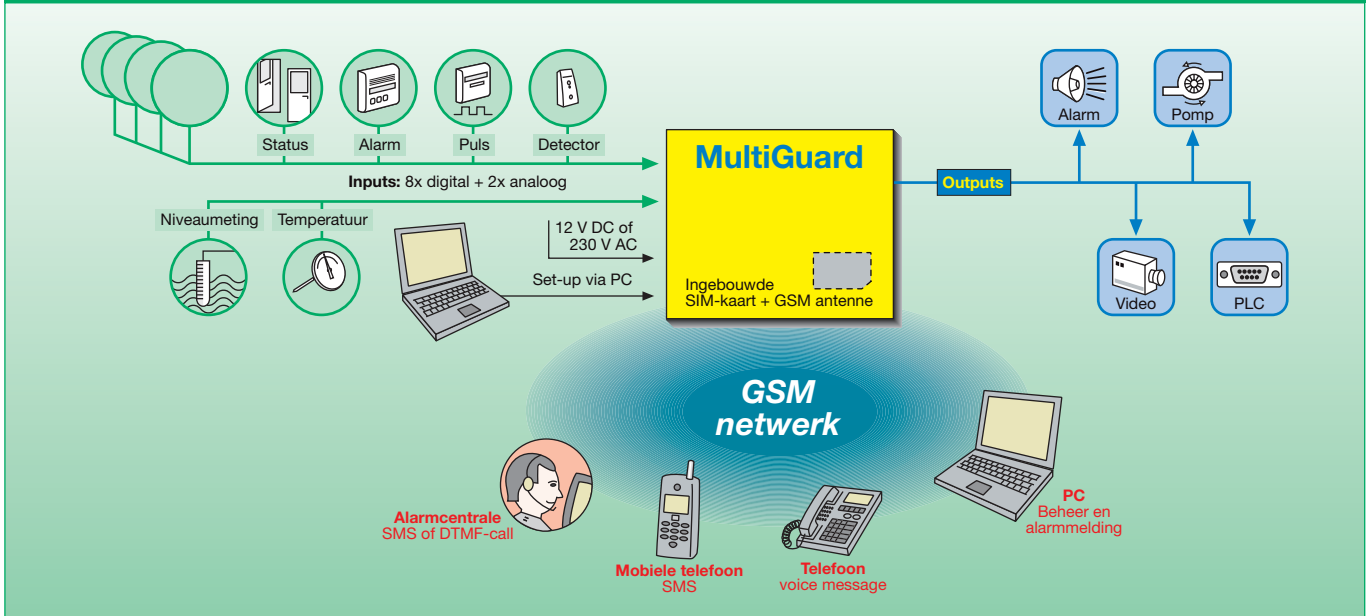 Status
Alarm
Puls
Detector
Inputs: 8x digital + 2x analoog
Niveaumeting
Temperatuur
12 V DC of
230 V AC
Set-up via PC
MultiGuard
Ingebouwde
SIM-kaart + GSM antenne
Outputs
Alarm
Pomp
Video
PLC
GSM
netwerk
Alarmcentrale
SMS of DTMF-call
Mobiele telefoon
SMS
Telefoon
voice message
PC
Beheer en
alarmmelding